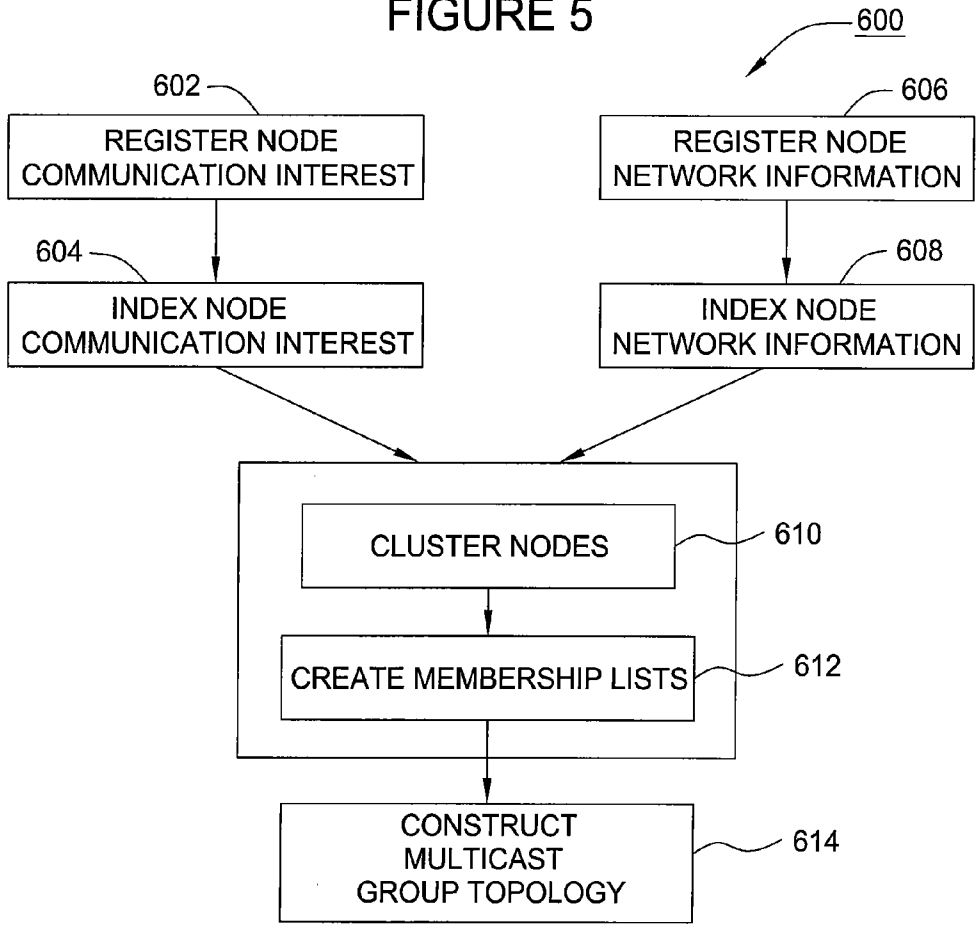 FIGURE 5
600
602
606
REGISTER NODE
COMMUNICATION INTEREST
REGISTER NODE
NETWORK INFORMATION
604
608
INDEX NODE
COMMUNICATION INTEREST
INDEX NODE
NETWORK INFORMATION
CLUSTER NODES
610
CREATE MEMBERSHIP LISTS
612
CONSTRUCT
MULTICAST
GROUP TOPOLOGY
614